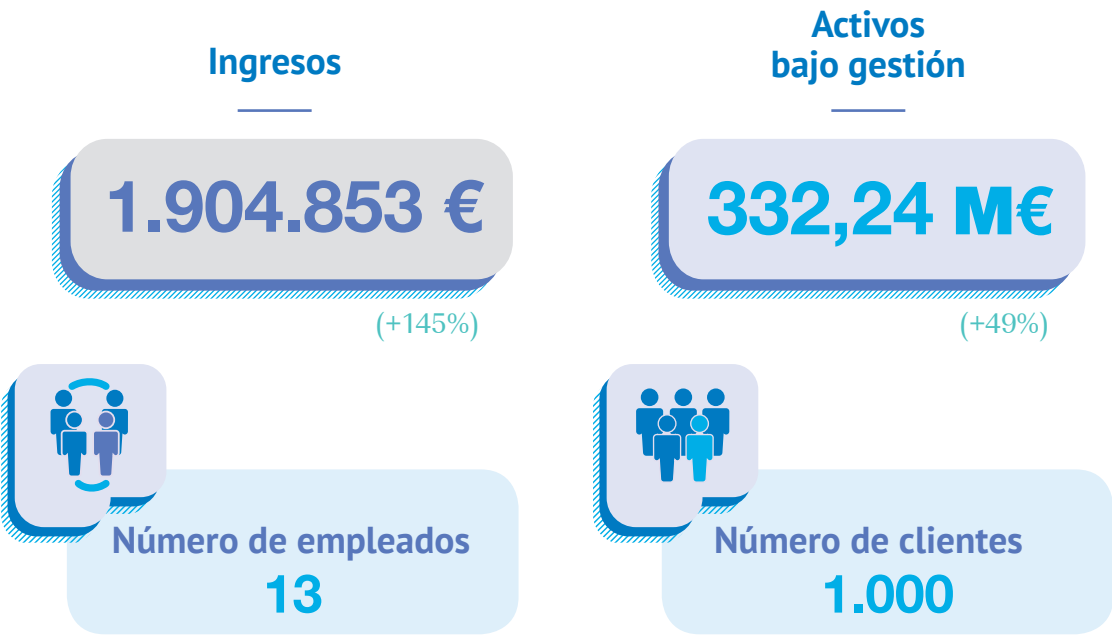 Ingresos
1.904.853 €
(+145%)
Activos
bajo gestión
332,24 M€
(+49%)
Número de empleados
13
Número de clientes
1.000